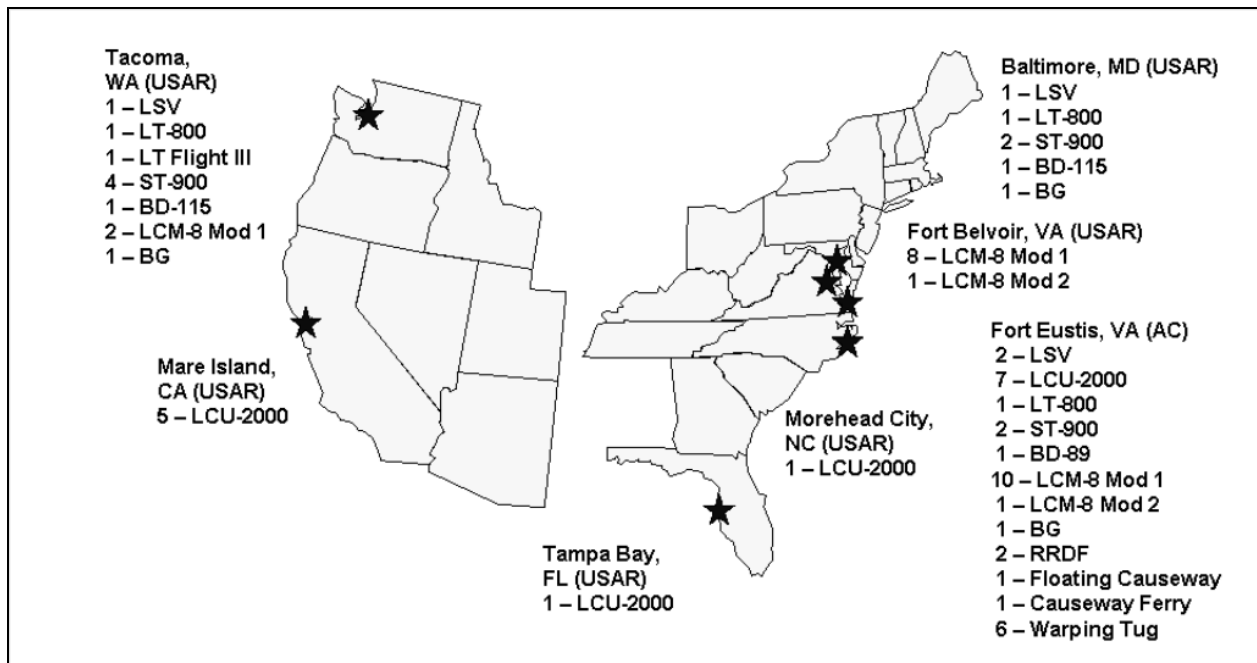 Tacoma,
WA (USAR)
1 – LSV
1 – LT-800
1 – LT Flight III
4 – ST-900
1 – BD-115
2 – LCM-8 Mod 1
1 – BG
Mare Island,
CA (USAR)
5 – LCU-2000
Tampa Bay,
FL (USAR)
1 – LCU-2000
Morehead City,
NC (USAR)
1 – LCU-2000
Baltimore, MD (USAR)
1 – LSV
1 – LT-800
2 – ST-900
1 – BD-115
1 – BG
Fort Belvoir, VA (USAR)
8 – LCM-8 Mod 1
1 – LCM-8 Mod 2
Fort Eustis, VA (AC)
2 – LSV
7 – LCU-2000
1 – LT-800
2 – ST-900
1 – BD-89
10 – LCM-8 Mod 1
1 – LCM-8 Mod 2
1 – BG
2 – RRDF
1 – Floating Causeway
1 – Causeway Ferry
6 – Warping Tug